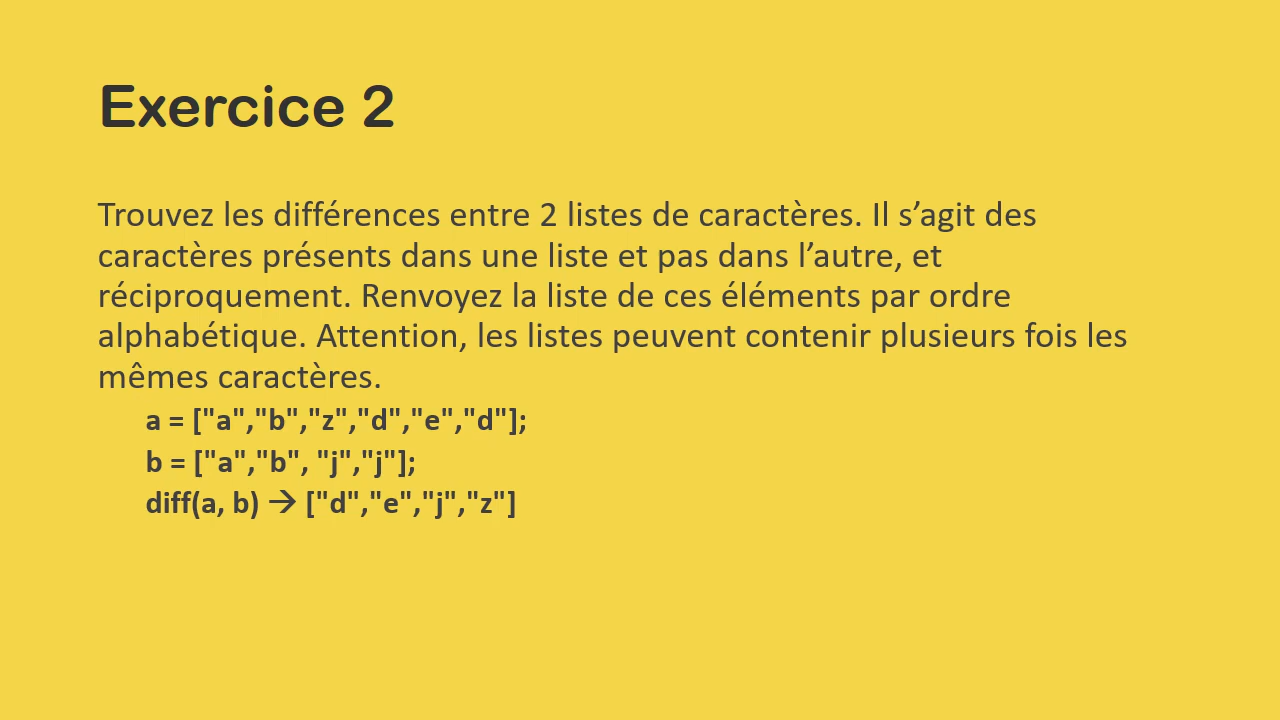 Exercice 2
Trouvez les différences entre 2 listes de caractères. Il s’agit des
caractères présents dans une liste et pas dans l’autre, et
réciproquement. Renvoyez la liste de ces éléments par ordre
alphabétique. Attention, les listes peuvent contenir plusieurs fois les
mêmes caractères.
a = ["a","b","z","d","e","d"];
b = ["a","b", "j","j"];
diff(a, b) → ["d","e","j","z"]